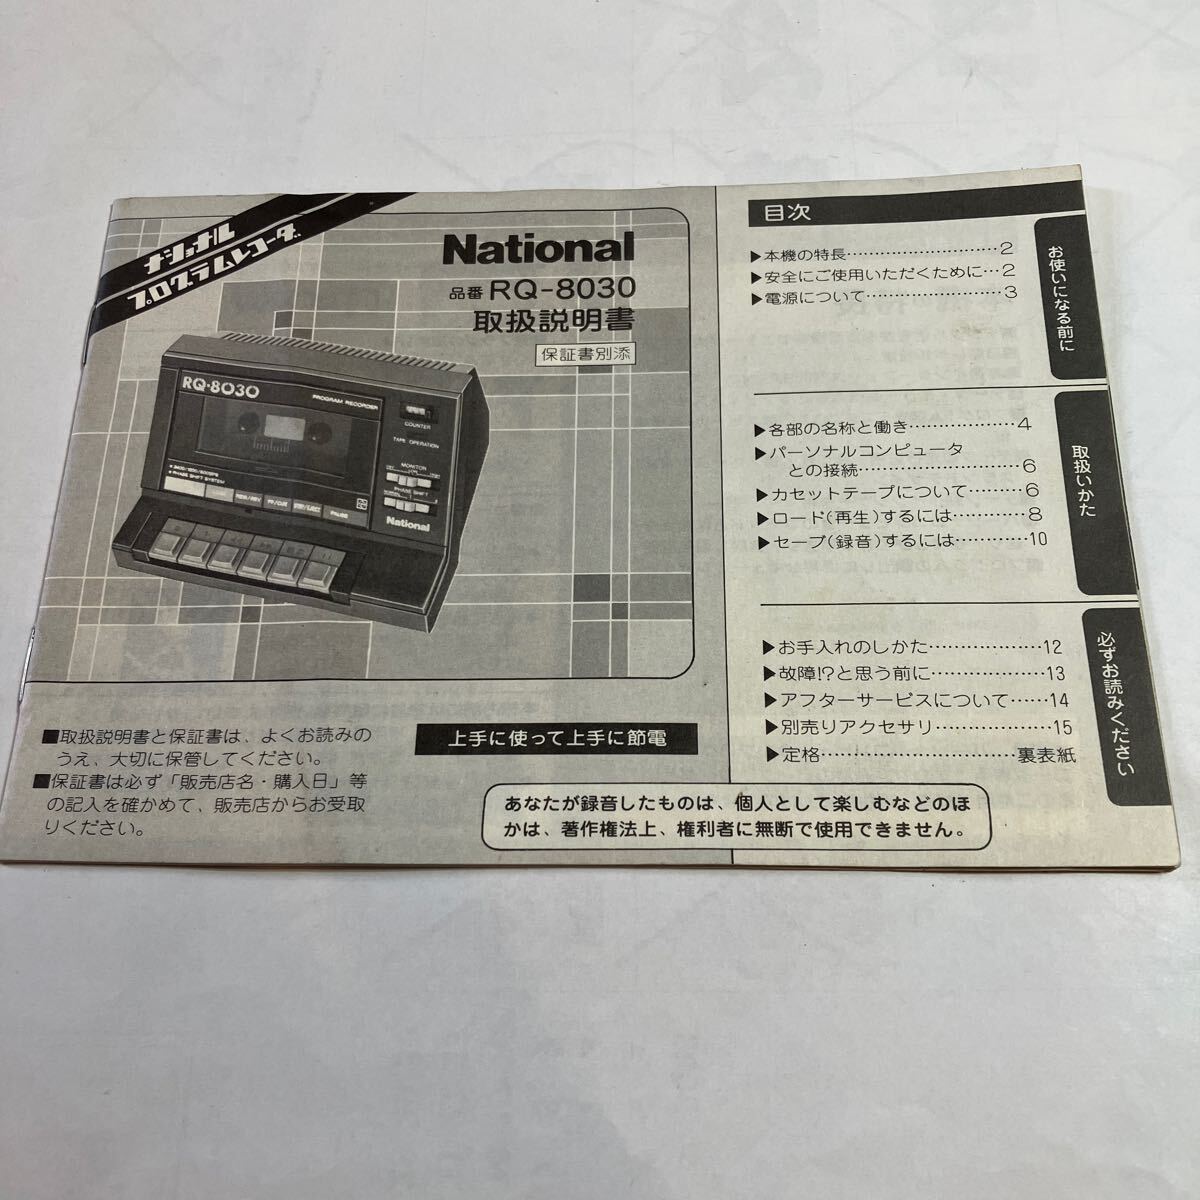 ナショナル
プログラムレコーダ
National
品番 RQ-8030
取扱説明書
保証書別添
RQ-8030
PROGRAM RECORDER
COUNTER
TAPE OPERATION
MONITOR
PHASE SHIFT
National
• PHASE SHIFT SYSTEM
REW/REV
FF/CUE
STOP/EJECT
PAUSE
■取扱説明書と保証書は、よくお読みの
うえ、大切に保管してください。
■保証書は必ず「販売店名・購入日」等
の記入を確かめて、販売店からお受取
りください。
上手に使って上手に節電
あなたが録音したものは、個人として楽しむなどのほ
かは、著作権法上、権利者に無断で使用できません。
目次
▶本機の特長…………………………2
▶安全にご使用いただくために…2
▶電源について……………………3
お使いになる前に
▶各部の名称と働き………………4
▶パーソナルコンピュータ
との接続……………………6
▶カセットテープについて………6
▶ロード(再生)するには…………8
▶セーブ(録音)するには…………10
取扱いかた
▶お手入れのしかた………………12
▶故障!?と思う前に………………13
▶アフターサービスについて……14
▶別売りアクセサリ………………15
▶定格…………………………裏表紙
必ずお読みください